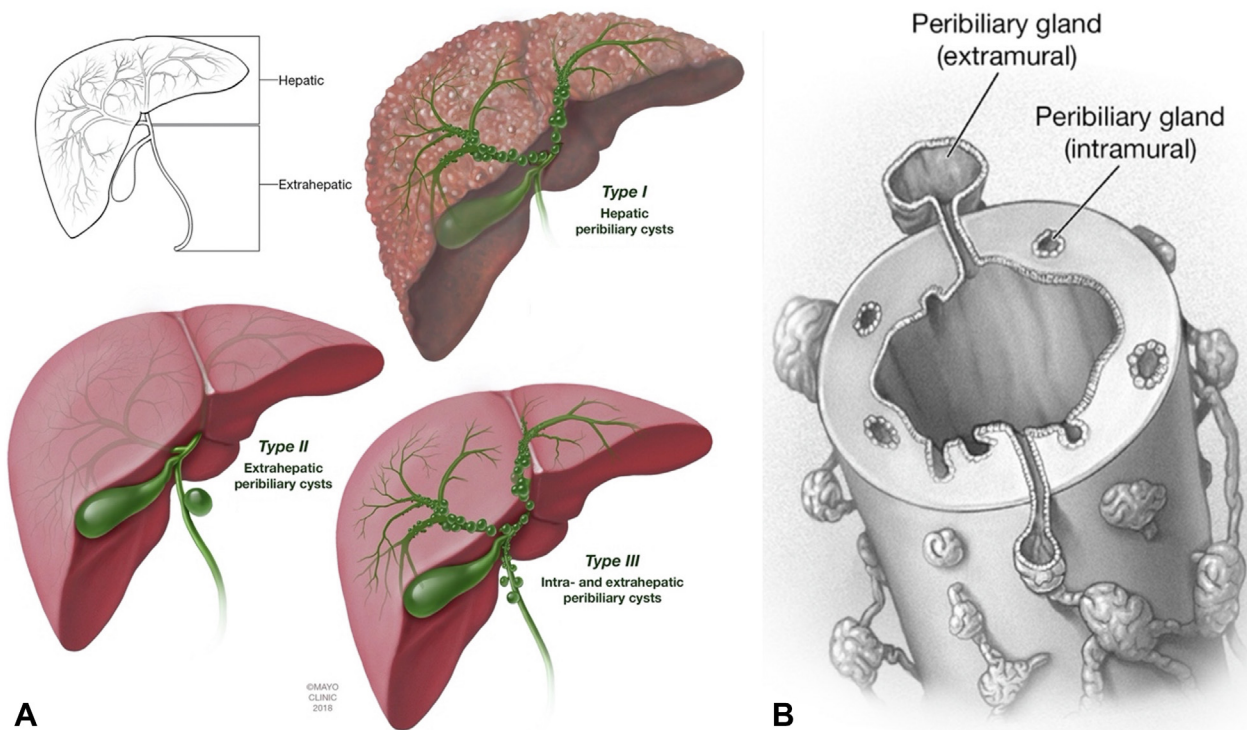 Hepatic
Extrahepatic
Type I
Hepatic
peribiliary cysts
Type II
Extrahepatic
peribiliary cysts
Type III
Intra- and extrahepatic
peribiliary cysts
©MAYO
CLINIC
2018
A
Peribiliary gland
(extramural)
Peribiliary gland
(intramural)
B